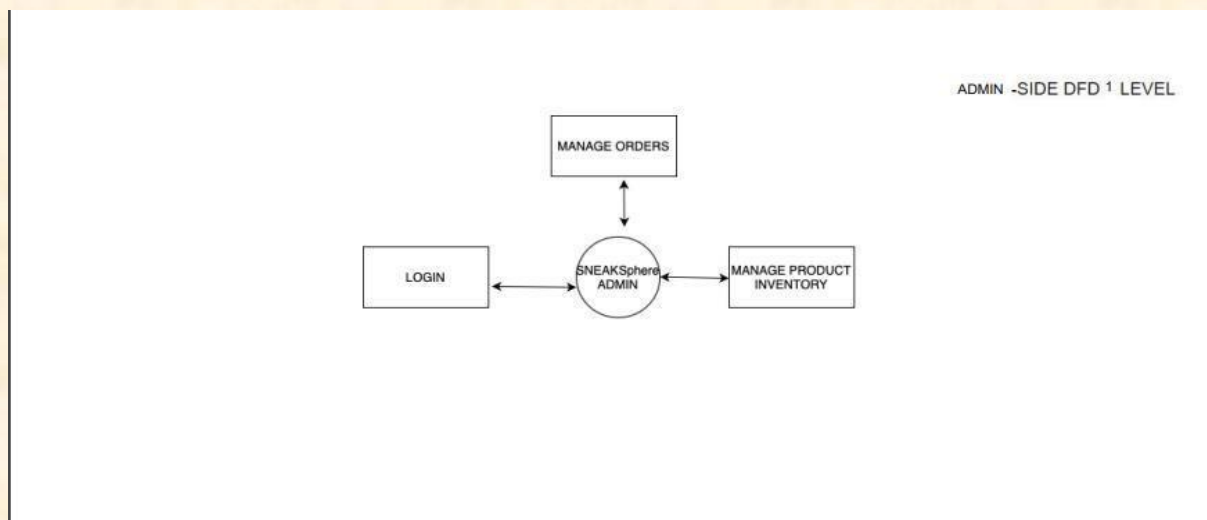 ADMIN -SIDE DFD 1 LEVEL
MANAGE ORDERS
LOGIN
SNEAKSphere
ADMIN
MANAGE PRODUCT
INVENTORY